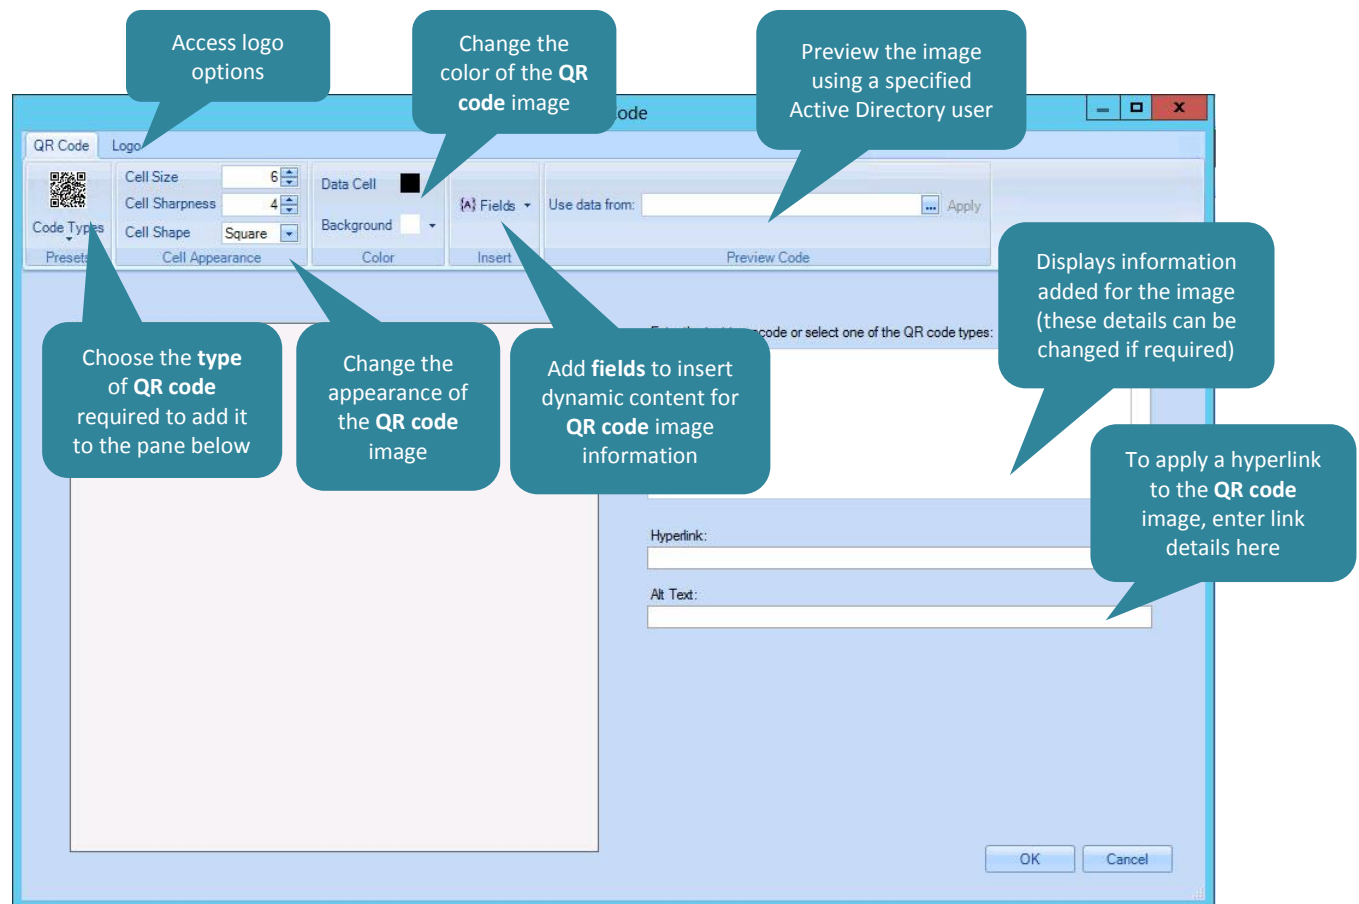 Access logo
options
Change the
color of the QR
code image
Preview the image
using a specified
Active Directory user
ode
QR Code
Logo
Cell Size
6
Cell Sharpness
4
Cell Shape
Square
Data Cell
Background
{A} Fields
Use data from:
...
Apply
Code Types
Presets
Cell Appearance
Color
Insert
Preview Code
Displays information
added for the image
(these details can be
changed if required)
code or select one of the QR code types:
Choose the type
of QR code
required to add it
to the pane below
Change the
appearance of
the QR code
image
Add fields to insert
dynamic content for
QR code image
information
To apply a hyperlink
to the QR code
image, enter link
details here
Hyperlink:
Alt Text:
OK
Cancel